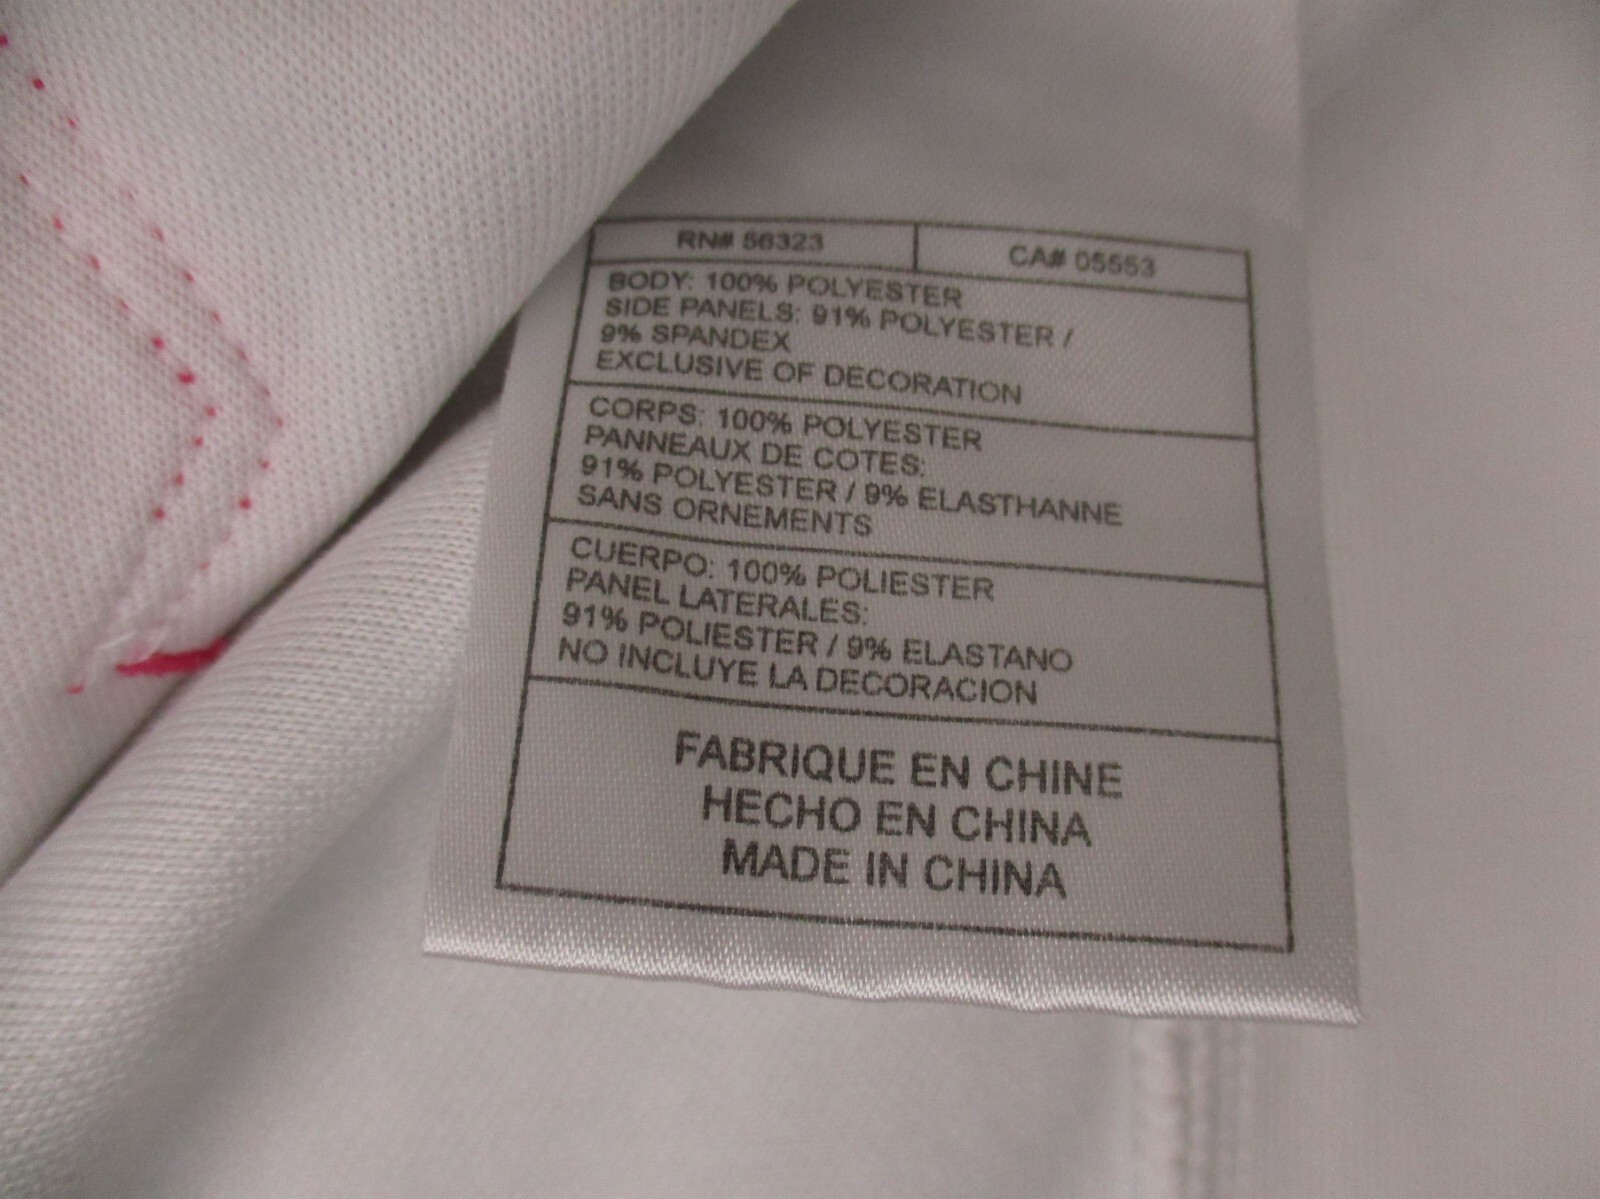 RN# 56323 CA# 05553
BODY: 100% POLYESTER
SIDE PANELS: 91% POLYESTER /
9% SPANDEX
EXCLUSIVE OF DECORATION
CORPS: 100% POLYESTER
PANNEAUX DE COTES:
91% POLYESTER / 9% ELASTHANNE
SANS ORNEMENTS
CUERPO: 100% POLIESTER
PANEL LATERALES:
91% POLIESTER / 9% ELASTANO
NO INCLUYE LA DECORACION
FABRIQUE EN CHINE
HECHO EN CHINA
MADE IN CHINA